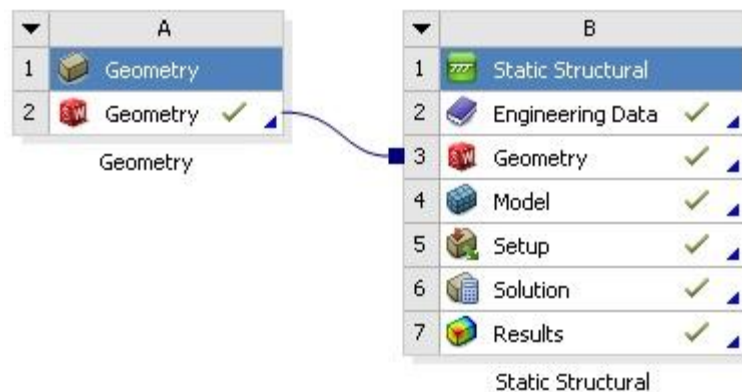 A
1 Geometry
2 Geometry
Geometry
B
1 Static Structural
2 Engineering Data
3 Geometry
4 Model
5 Setup
6 Solution
7 Results
Static Structural